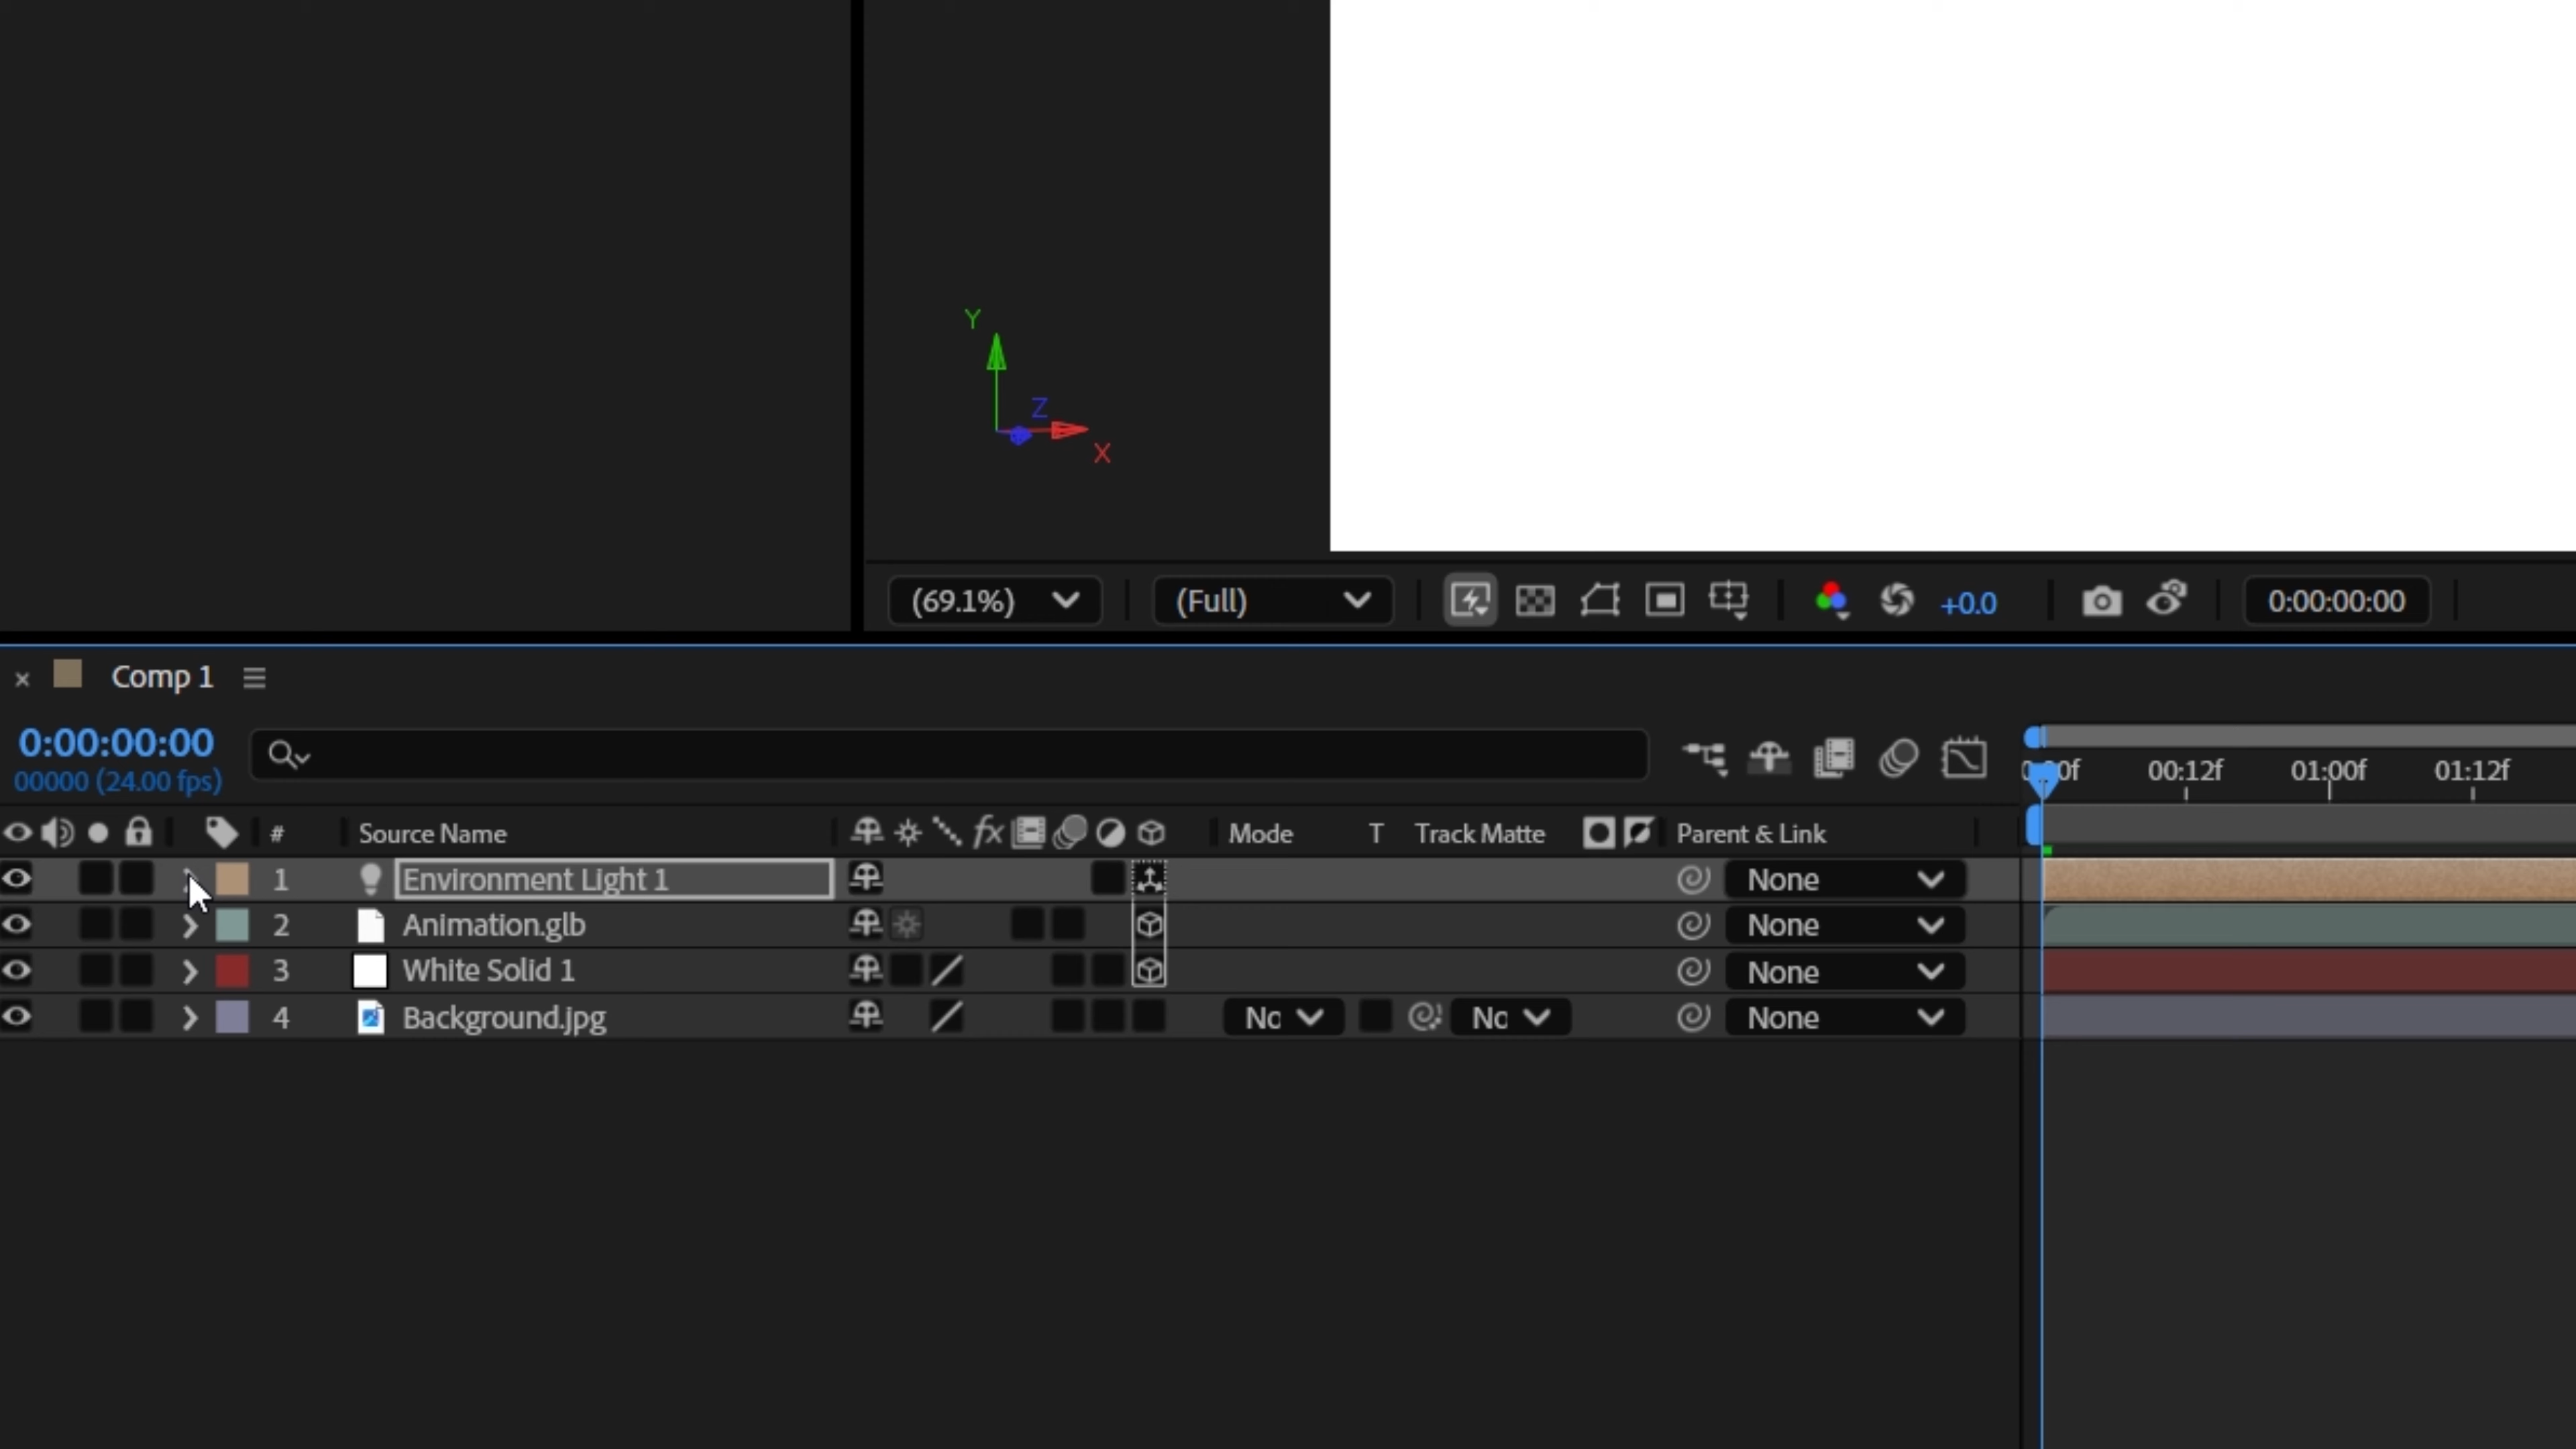 Y
Z
X
(69.1%) (Full) +0.0 0:00:00:00
Comp 1
0:00:00:00
00000 (24.00 fps)
00:12f 01:00f 01:12f
# Source Name fx Mode T Track Matte Parent & Link
1 Environment Light 1 None
2 Animation.glb None
3 White Solid 1 None
4 Background.jpg No No None